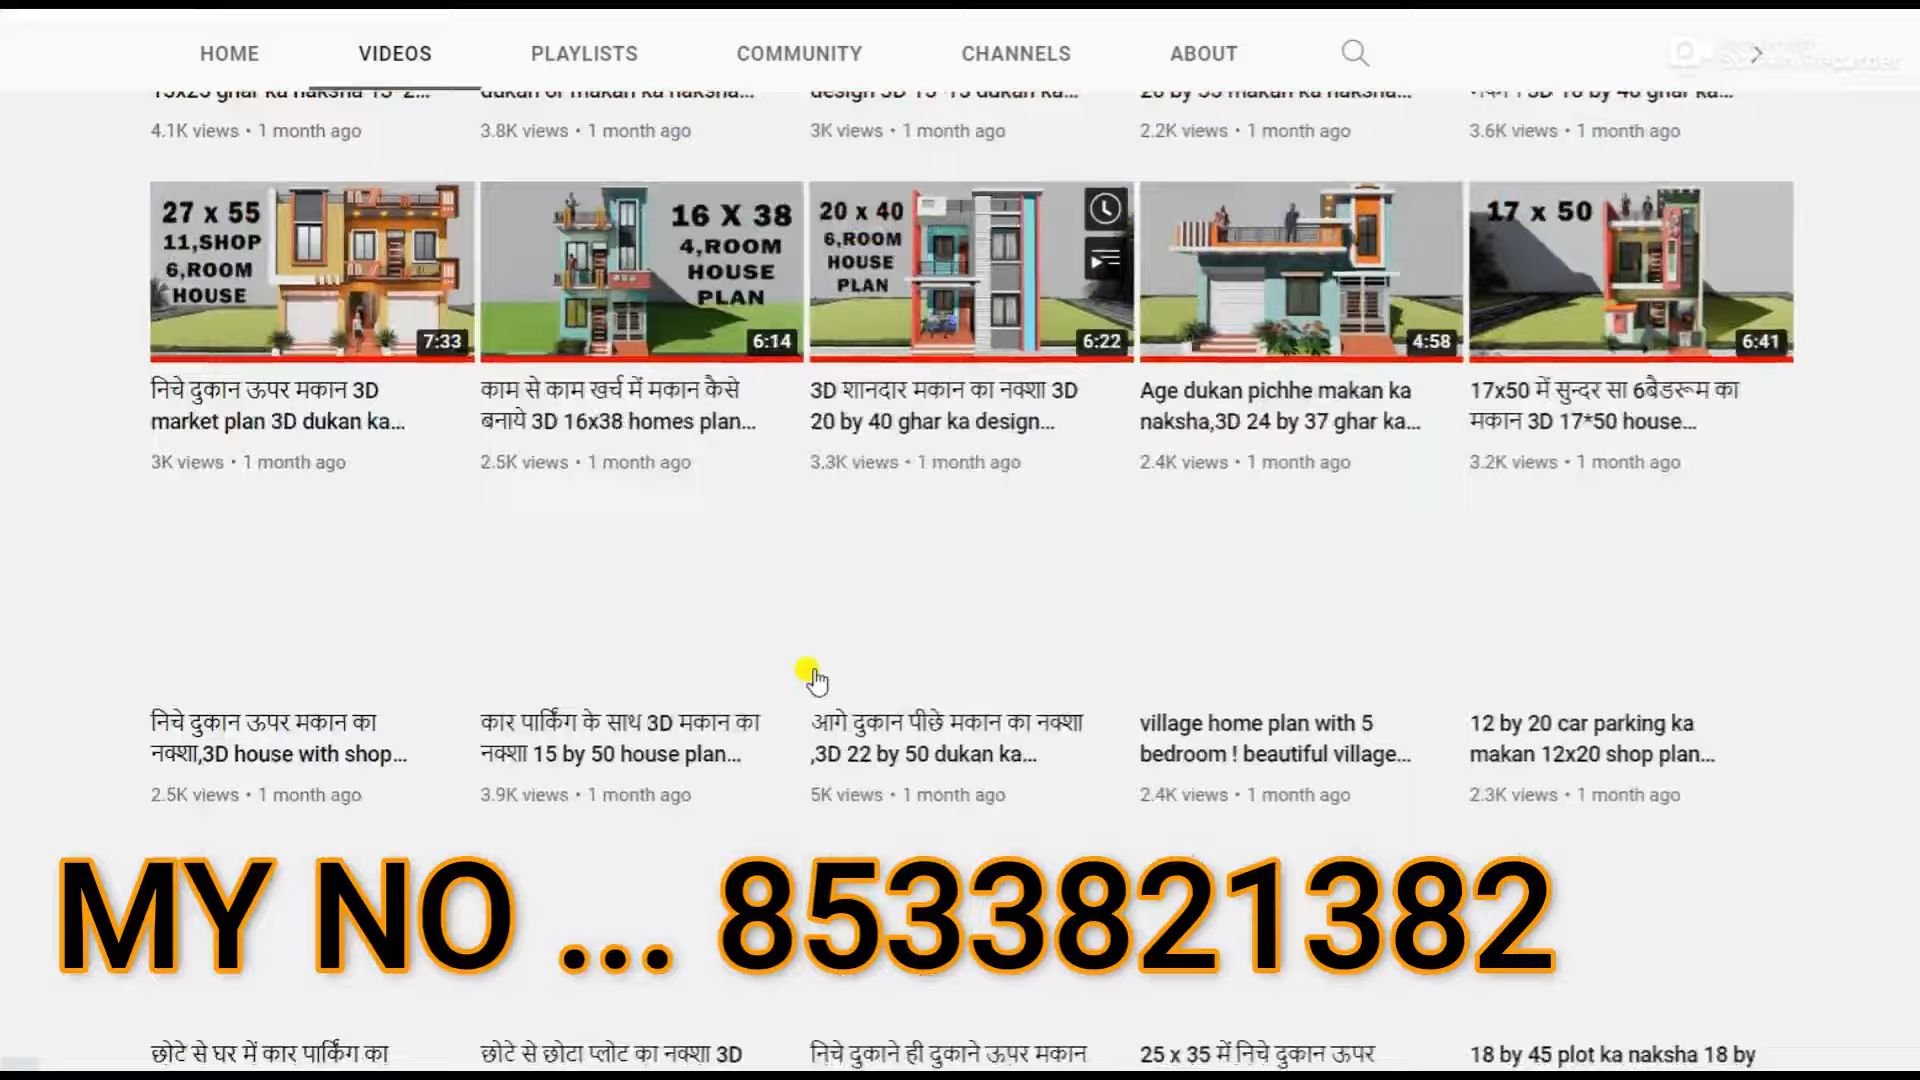 HOME VIDEOS PLAYLISTS COMMUNITY CHANNELS ABOUT
4.1K views • 1 month ago
3.8K views • 1 month ago
3K views • 1 month ago
2.2K views • 1 month ago
3.6K views • 1 month ago
27 x 55
11,SHOP
6,ROOM
HOUSE
7:33
16 X 38
4,ROOM
HOUSE
PLAN
6:14
20 x 40
6,ROOM
HOUSE
PLAN
6:22
4:58
17 x 50
6:41
निचे दुकान ऊपर मकान 3D
market plan 3D dukan ka...
3K views • 1 month ago
काम से काम खर्च में मकान कैसे
बनाये 3D 16x38 homes plan...
2.5K views • 1 month ago
3D शानदार मकान का नक्शा 3D
20 by 40 ghar ka design...
3.3K views • 1 month ago
Age dukan pichhe makan ka
naksha,3D 24 by 37 ghar ka...
2.4K views • 1 month ago
17x50 में सुन्दर सा 6बैडरूम का
मकान 3D 17*50 house...
3.2K views • 1 month ago
निचे दुकान ऊपर मकान का
नक्शा,3D house with shop...
2.5K views • 1 month ago
कार पार्किंग के साथ 3D मकान का
नक्शा 15 by 50 house plan...
3.9K views • 1 month ago
आगे दुकान पीछे मकान का नक्शा
,3D 22 by 50 dukan ka...
5K views • 1 month ago
village home plan with 5
bedroom ! beautiful village...
2.4K views • 1 month ago
12 by 20 car parking ka
makan 12x20 shop plan...
2.3K views • 1 month ago
MY NO ... 8533821382
छोटे से घर में कार पार्किंग का
छोटे से छोटा प्लोट का नक्शा 3D
निचे दुकाने ही दुकाने ऊपर मकान
25 x 35 में निचे दुकान ऊपर
18 by 45 plot ka naksha 18 by